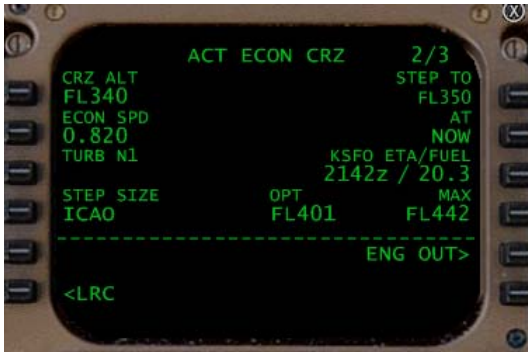 ACT ECON CRZ 2/3
CRZ ALT STEP TO
FL340 FL350
ECON SPD AT
0.820 NOW
TURB N1 KSFO ETA/FUEL
2142z / 20.3
STEP SIZE OPT MAX
ICAO FL401 FL442
ENG OUT>
<LRC